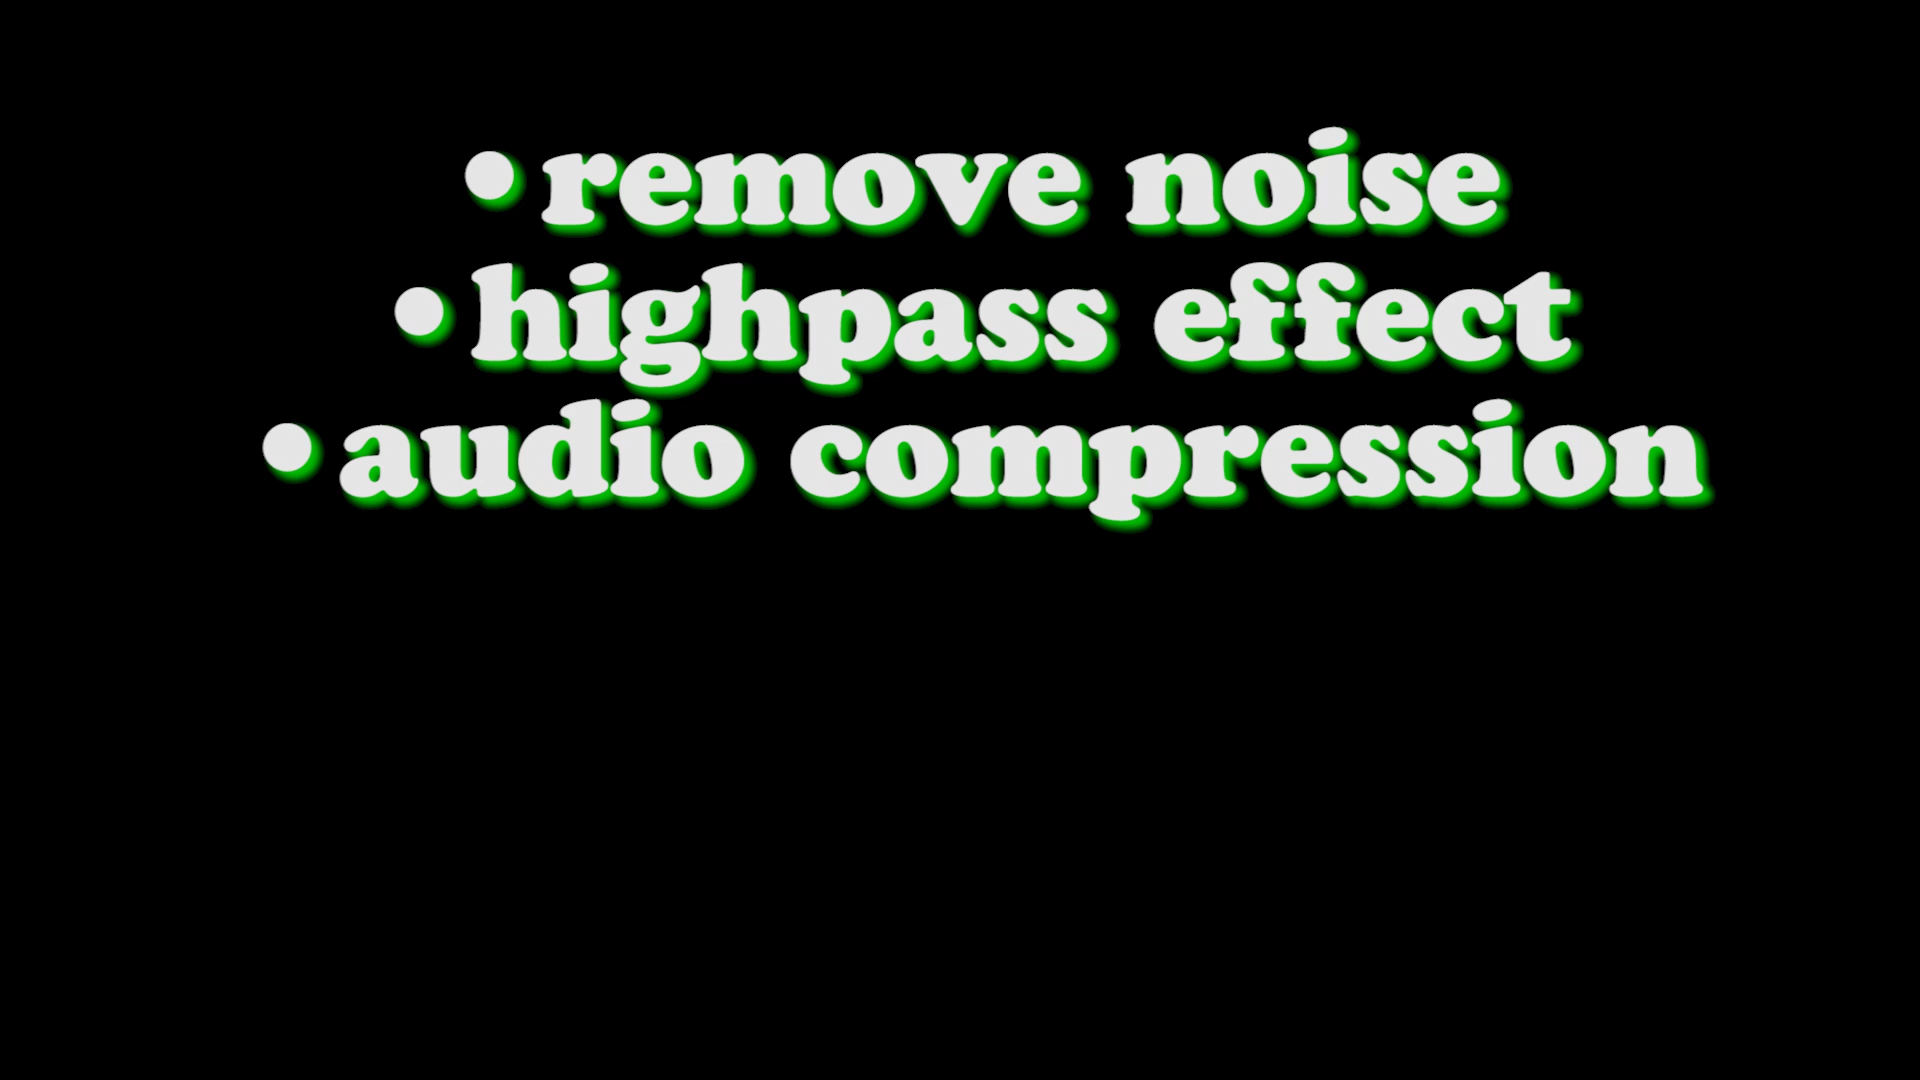 •remove noise
•highpass effect
•audio compression